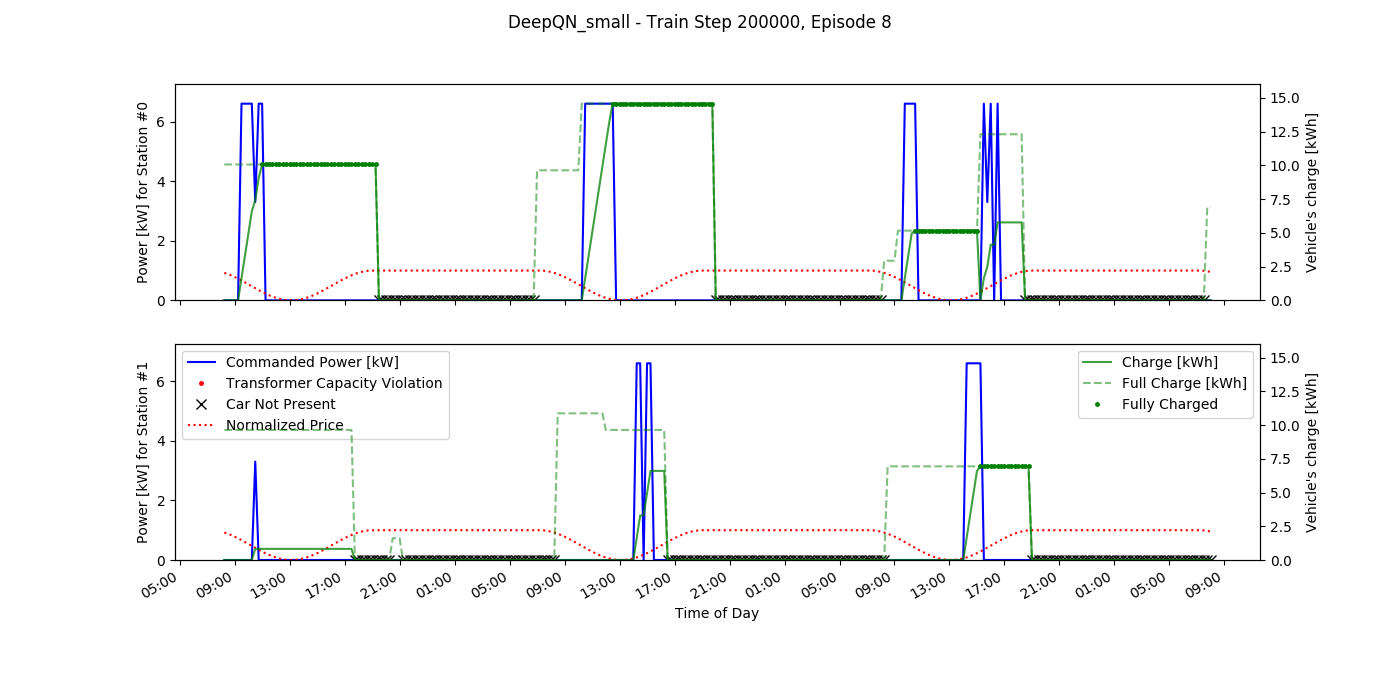 DeepQN_small - Train Step 200000, Episode 8
Power [kW] for Station #0
6
4
2
0
15.0
12.5
10.0
7.5
5.0
2.5
0.0
Vehicle's charge [kWh]
Power [kW] for Station #1
6
4
2
0
Commanded Power [kW]
Transformer Capacity Violation
Car Not Present
Normalized Price
Charge [kWh]
Full Charge [kWh]
Fully Charged
15.0
12.5
10.0
7.5
5.0
2.5
0.0
Vehicle's charge [kWh]
05:00 09:00 13:00 17:00 21:00 01:00 05:00 09:00 13:00 17:00 21:00 01:00 05:00 09:00 13:00 17:00 21:00 01:00 05:00 09:00
Time of Day